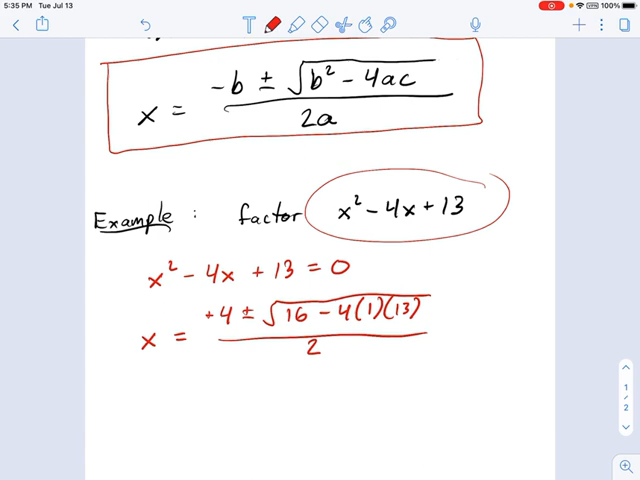 5:35 PM Tue Jul 13
100%
x = (-b ± √(b² - 4ac)) / 2a
Example : factor x² - 4x + 13
x² - 4x + 13 = 0
x = (+4 ± √(16 - 4(1)(13))) / 2
1
/
2